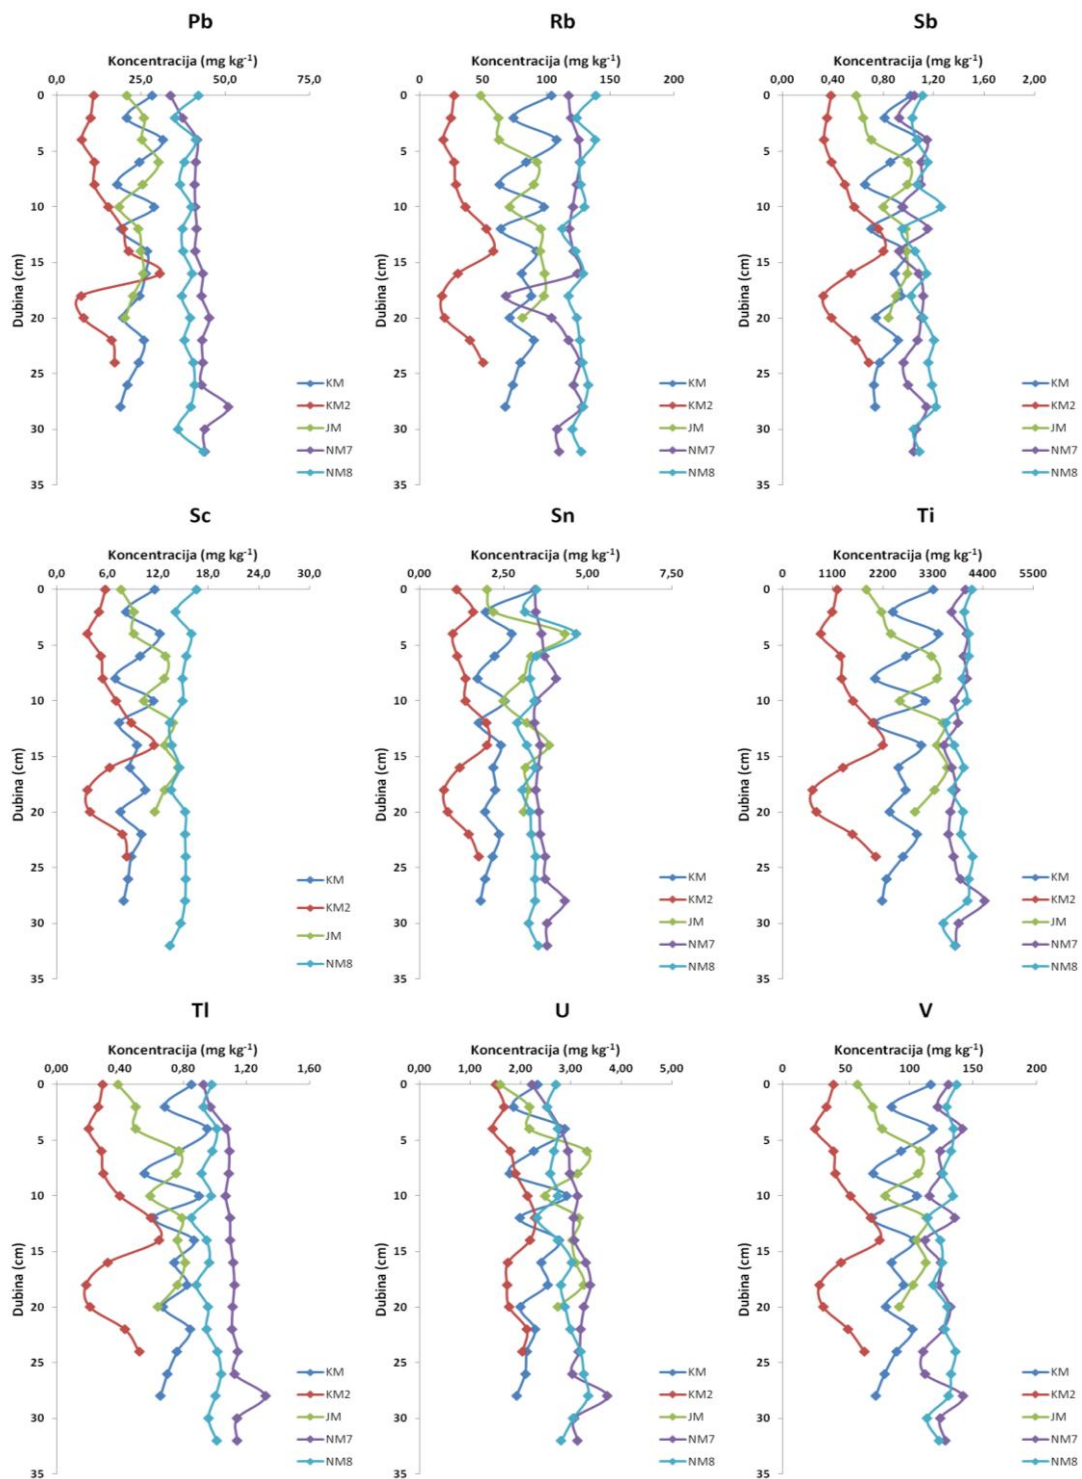 Pb
Koncentracija (mg kg⁻¹)
0,0 25,0 50,0 75,0
0
5
10
15
20
25
30
35
Dubina (cm)
KM
KM2
JM
NM7
NM8
Rb
Koncentracija (mg kg⁻¹)
0 50 100 150 200
0
5
10
15
20
25
30
35
Dubina (cm)
KM
KM2
JM
NM7
NM8
Sb
Koncentracija (mg kg⁻¹)
0,00 0,40 0,80 1,20 1,60 2,00
0
5
10
15
20
25
30
35
Dubina (cm)
KM
KM2
JM
NM7
NM8
Sc
Koncentracija (mg kg⁻¹)
0,0 6,0 12,0 18,0 24,0 30,0
0
5
10
15
20
25
30
35
Dubina (cm)
KM
KM2
JM
NM8
Sn
Koncentracija (mg kg⁻¹)
0,00 2,50 5,00 7,50
0
5
10
15
20
25
30
35
Dubina (cm)
KM
KM2
JM
NM7
NM8
Ti
Koncentracija (mg kg⁻¹)
0 1100 2200 3300 4400 5500
0
5
10
15
20
25
30
35
Dubina (cm)
KM
KM2
JM
NM7
NM8
Tl
Koncentracija (mg kg⁻¹)
0,00 0,40 0,80 1,20 1,60
0
5
10
15
20
25
30
35
Dubina (cm)
KM
KM2
JM
NM7
NM8
U
Koncentracija (mg kg⁻¹)
0,00 1,00 2,00 3,00 4,00 5,00
0
5
10
15
20
25
30
35
Dubina (cm)
KM
KM2
JM
NM7
NM8
V
Koncentracija (mg kg⁻¹)
0 50 100 150 200
0
5
10
15
20
25
30
35
Dubina (cm)
KM
KM2
JM
NM7
NM8